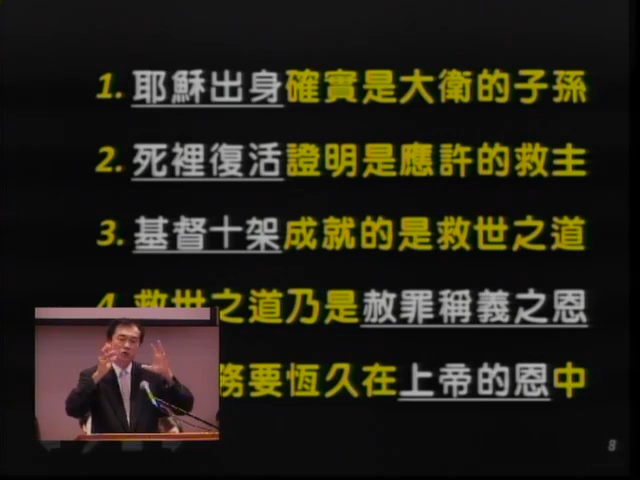 1. 耶穌出身確實是大衛的子孫
2. 死裡復活證明是應許的救主
3. 基督十架成就的是救世之道
4. 救世之道乃是赦罪稱義之恩
務要恆久在上帝的恩中
8